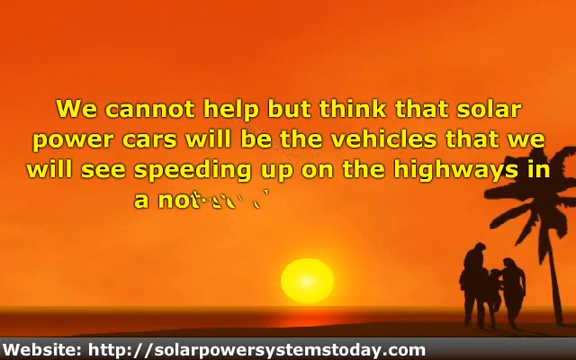 We cannot help but think that solar
power cars will be the vehicles that we
will see speeding up on the highways in
a not
Website: http://solarpowersystemstoday.com